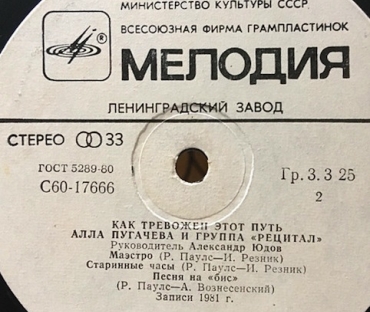 МИНИСТЕРСТВО КУЛЬТУРЫ СССР
ВСЕСОЮЗНАЯ ФИРМА ГРАМПЛАСТИНОК
МЕЛОДИЯ
ЛЕНИНГРАДСКИЙ ЗАВОД
СТЕРЕО 33
ГОСТ 5289-80
С60-17666
Гр. 3. 3 25
2
КАК ТРЕВОЖЕН ЭТОТ ПУТЬ
АЛЛА ПУГАЧЕВА И ГРУППА «РЕЦИТАЛ»
Руководитель Александр Юдов
Маэстро (Р. Паулс—И. Резник)
Старинные часы (Р. Паулс—И. Резник)
Песня на «бис»
(Р. Паулс—А. Вознесенский)
Записи 1981 г.